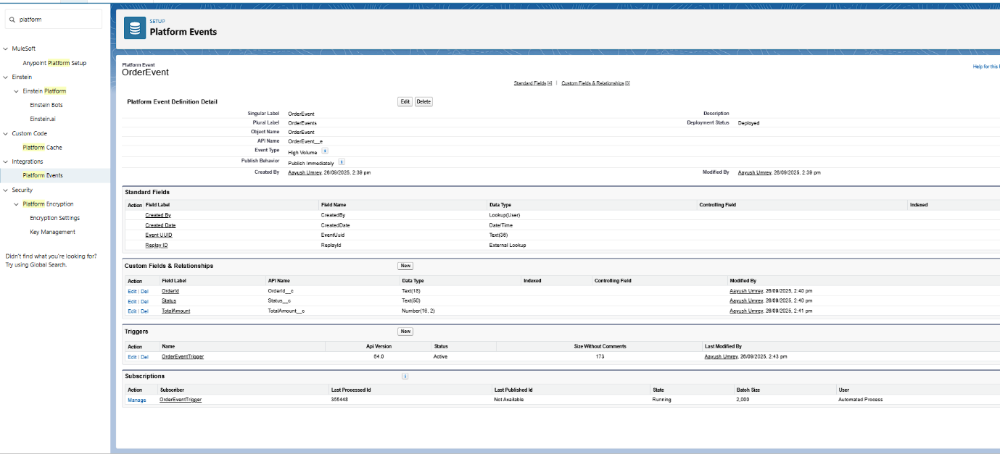 platform
MuleSoft
Anypoint Platform Setup
Einstein
Einstein Platform
Einstein Bots
Einstein.ai
Custom Code
Platform Cache
Integrations
Platform Events
Security
Platform Encryption
Encryption Settings
Key Management
Didn't find what you're looking for?
Try using Global Search.
SETUP
Platform Events
Platform Event
OrderEvent
Help for this
Standard Fields [4] | Custom Fields & Relationships [3]
Platform Event Definition Detail Edit Delete
Singular Label OrderEvent Description
Plural Label OrderEvents Deployment Status Deployed
Object Name OrderEvent
API Name OrderEvent__e
Event Type High Volume i
Publish Behavior Publish Immediately i
Created By Aayush Umrey, 26/09/2025, 2:39 pm Modified By Aayush Umrey, 26/09/2025, 2:39 pm
Standard Fields
Action Field Label Field Name Data Type Controlling Field Indexed
Created By CreatedBy Lookup(User)
Created Date CreatedDate Date/Time
Event UUID EventUuid Text(36)
Replay ID ReplayId External Lookup
Custom Fields & Relationships New
Action Field Label API Name Data Type Indexed Controlling Field Modified By
Edit | Del OrderId OrderId__c Text(18) Aayush Umrey, 26/09/2025, 2:40 pm
Edit | Del Status Status__c Text(50) Aayush Umrey, 26/09/2025, 2:40 pm
Edit | Del TotalAmount TotalAmount__c Number(16, 2) Aayush Umrey, 26/09/2025, 2:41 pm
Triggers New
Action Name Api Version Status Size Without Comments Last Modified By
Edit | Del OrderEventTrigger 64.0 Active 173 Aayush Umrey, 26/09/2025, 2:43 pm
Subscriptions i
Action Subscriber Last Processed Id Last Published Id State Batch Size User
Manage OrderEventTrigger 355448 Not Available Running 2,000 Automated Process